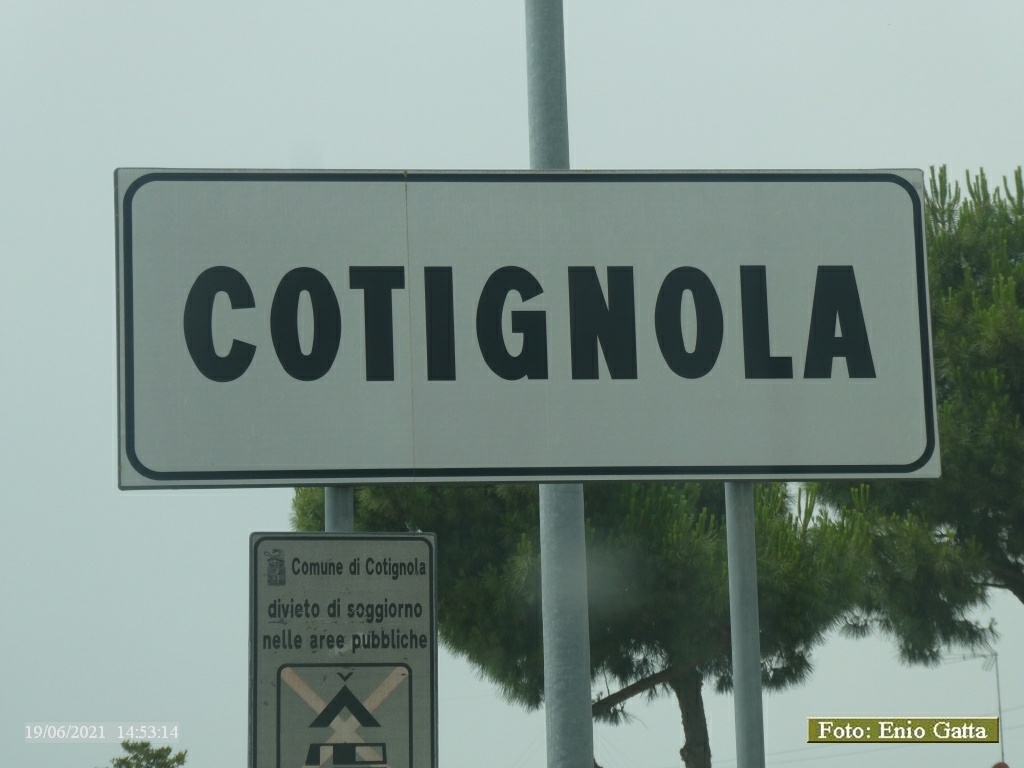 COTIGNOLA
Comune di Cotignola
divieto di soggiorno
nelle aree pubbliche
19/06/2021 14:53:14
Foto: Enio Gatta